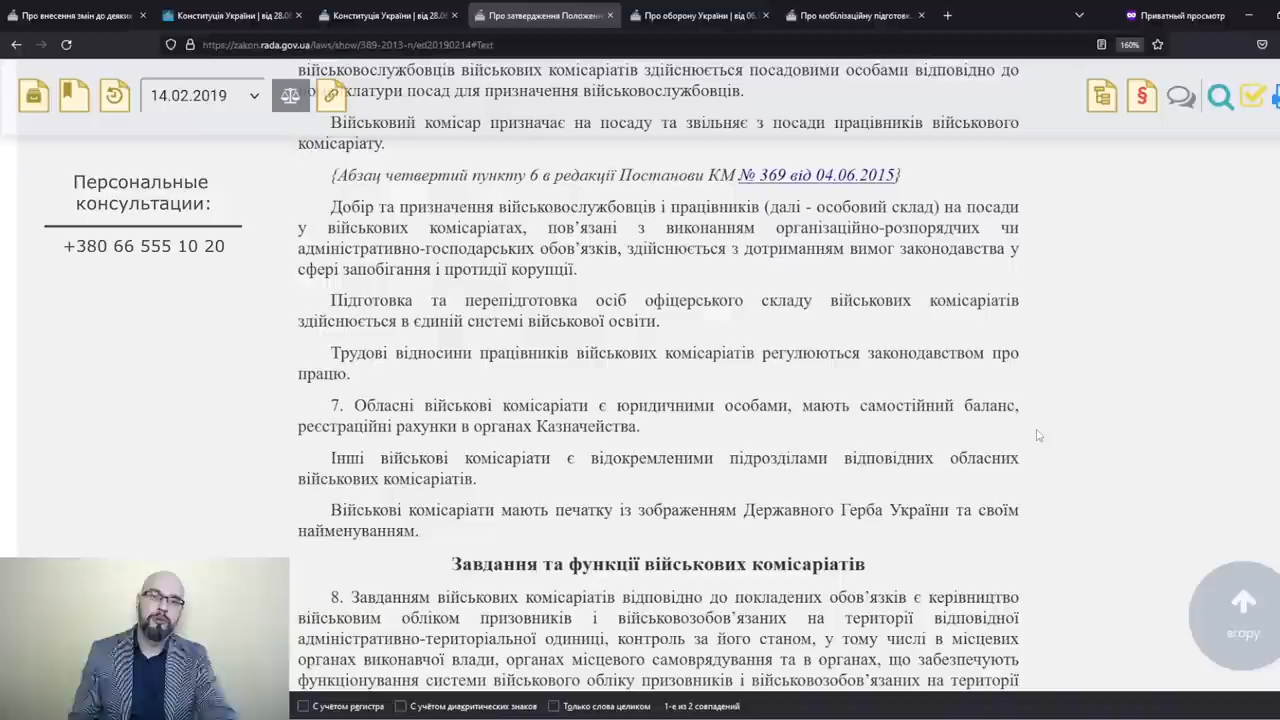 Про внесення змін до деяких
Конституція України | від 28.06
Конституція України | від 28.06
Про затвердження Положення
Про оборону України | від 06.1
Про мобілізаційну підготовк
Приватный просмотр
https://zakon.rada.gov.ua/laws/show/389-2013-п/ed20190214#Text
160%
військовослужбовців військових комісаріатів здійснюється посадовими особами відповідно до
14.02.2019
клатури посад для призначення військовослужбовців.
Військовий комісар призначає на посаду та звільняє з посади працівників військового
комісаріату.
{Абзац четвертий пункту 6 в редакції Постанови КМ № 369 від 04.06.2015}
Персональные
консультации:
+380 66 555 10 20
Добір та призначення військовослужбовців і працівників (далі - особовий склад) на посади
у військових комісаріатах, пов’язані з виконанням організаційно-розпорядчих чи
адміністративно-господарських обов’язків, здійснюється з дотриманням вимог законодавства у
сфері запобігання і протидії корупції.
Підготовка та перепідготовка осіб офіцерського складу військових комісаріатів
здійснюється в єдиній системі військової освіти.
Трудові відносини працівників військових комісаріатів регулюються законодавством про
працю.
7. Обласні військові комісаріати є юридичними особами, мають самостійний баланс,
реєстраційні рахунки в органах Казначейства.
Інші військові комісаріати є відокремленими підрозділами відповідних обласних
військових комісаріатів.
Військові комісаріати мають печатку із зображенням Державного Герба України та своїм
найменуванням.
Завдання та функції військових комісаріатів
8. Завданням військових комісаріатів відповідно до покладених обов’язків є керівництво
військовим обліком призовників і військовозобов’язаних на території відповідної
адміністративно-територіальної одиниці, контроль за його станом, у тому числі в місцевих
органах виконавчої влади, органах місцевого самоврядування та в органах, що забезпечують
функціонування системи військового обліку призовників і військовозобов’язаних на території
вгору
С учётом регистра
С учётом диакритических знаков
Только слова целиком
1-е из 2 совпадений